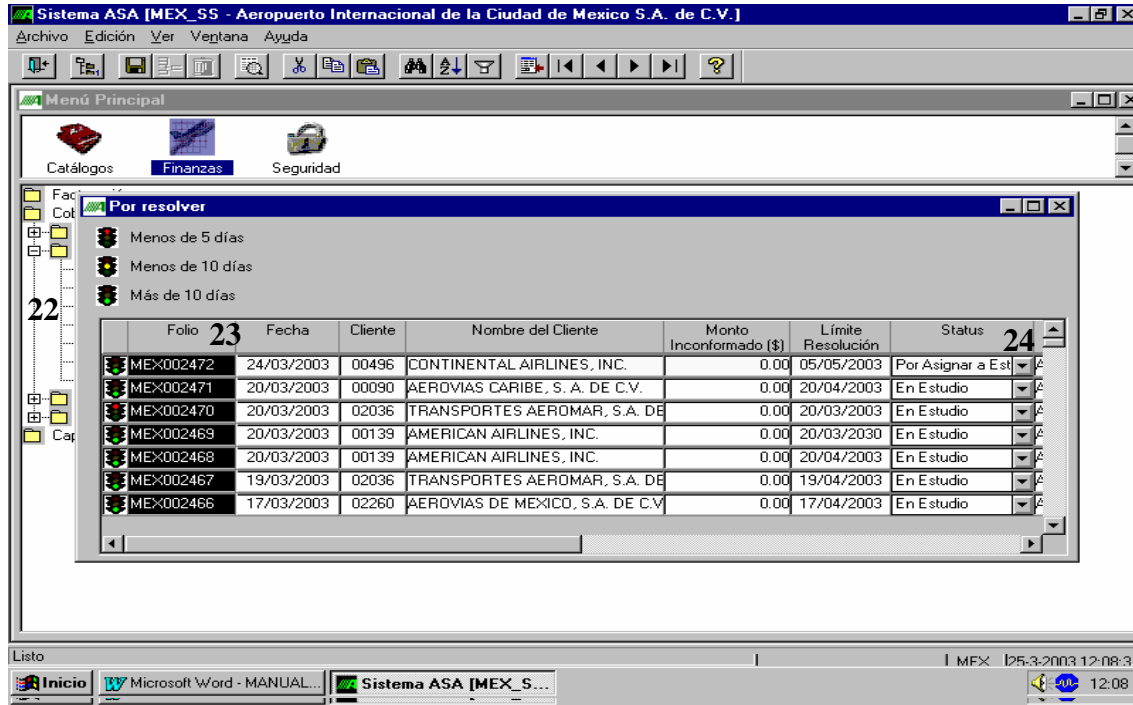 Sistema ASA [MEX_SS - Aeropuerto Internacional de la Ciudad de Mexico S.A. de C.V.]
Archivo Edición Ver Ventana Ayuda
Menú Principal
Catálogos Finanzas Seguridad
Por resolver
Menos de 5 días
Menos de 10 días
Más de 10 días
22
Folio 23 Fecha Cliente Nombre del Cliente Monto Inconformado ($) Límite Resolución Status 24
MEX002472 24/03/2003 00496 CONTINENTAL AIRLINES, INC. 0.00 05/05/2003 Por Asignar a Est
MEX002471 20/03/2003 00090 AEROVIAS CARIBE, S. A. DE C.V. 0.00 20/04/2003 En Estudio
MEX002470 20/03/2003 02036 TRANSPORTES AEROMAR, S.A. DE 0.00 20/03/2003 En Estudio
MEX002469 20/03/2003 00139 AMERICAN AIRLINES, INC. 0.00 20/03/2030 En Estudio
MEX002468 20/03/2003 00139 AMERICAN AIRLINES, INC. 0.00 20/04/2003 En Estudio
MEX002467 19/03/2003 02036 TRANSPORTES AEROMAR, S.A. DE 0.00 19/04/2003 En Estudio
MEX002466 17/03/2003 02260 AEROVIAS DE MEXICO, S.A. DE C.V 0.00 17/04/2003 En Estudio
Listo MEX 25-3-2003 12:08:3
Inicio Microsoft Word - MANUAL... Sistema ASA [MEX_S... 12:08